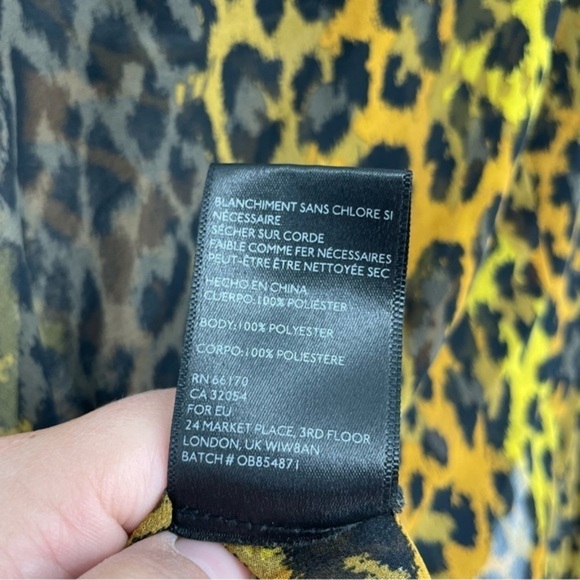 BLANCHIMENT SANS CHLORE SI
NÉCESSAIRE
SÉCHER SUR CORDE
FAIBLE COMME FER NÉCESSAIRES
PEUT-ÊTRE ÊTRE NETTOYÉE SEC
HECHO EN CHINA
CUERPO:100% POLIÉSTER
BODY:100% POLYESTER
CORPO:100% POLIESTERE
RN 66170
CA 32054
FOR EU
24 MARKET PLACE, 3RD FLOOR
LONDON, UK WIW8AN
BATCH # OB854871